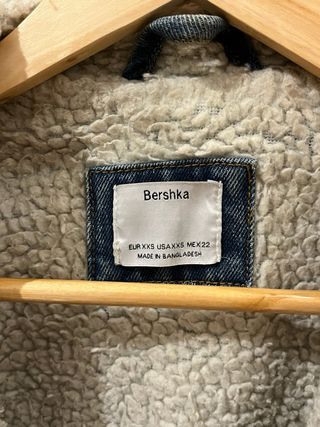 Bershka
EUR XXS USA XXS MEX 22
MADE IN BANGLADESH